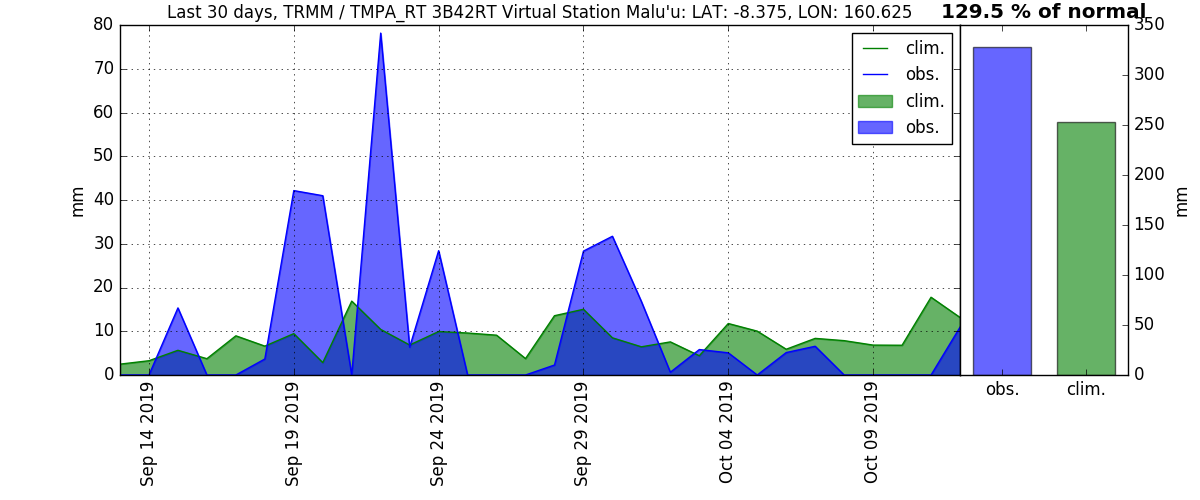 Last 30 days, TRMM / TMPA_RT 3B42RT Virtual Station Malu'u: LAT: -8.375, LON: 160.625
129.5 % of normal
80
70
60
50
40
30
20
10
0
mm
clim.
obs.
clim.
obs.
350
300
250
200
150
100
50
0
mm
Sep 14 2019
Sep 19 2019
Sep 24 2019
Sep 29 2019
Oct 04 2019
Oct 09 2019
obs.
clim.